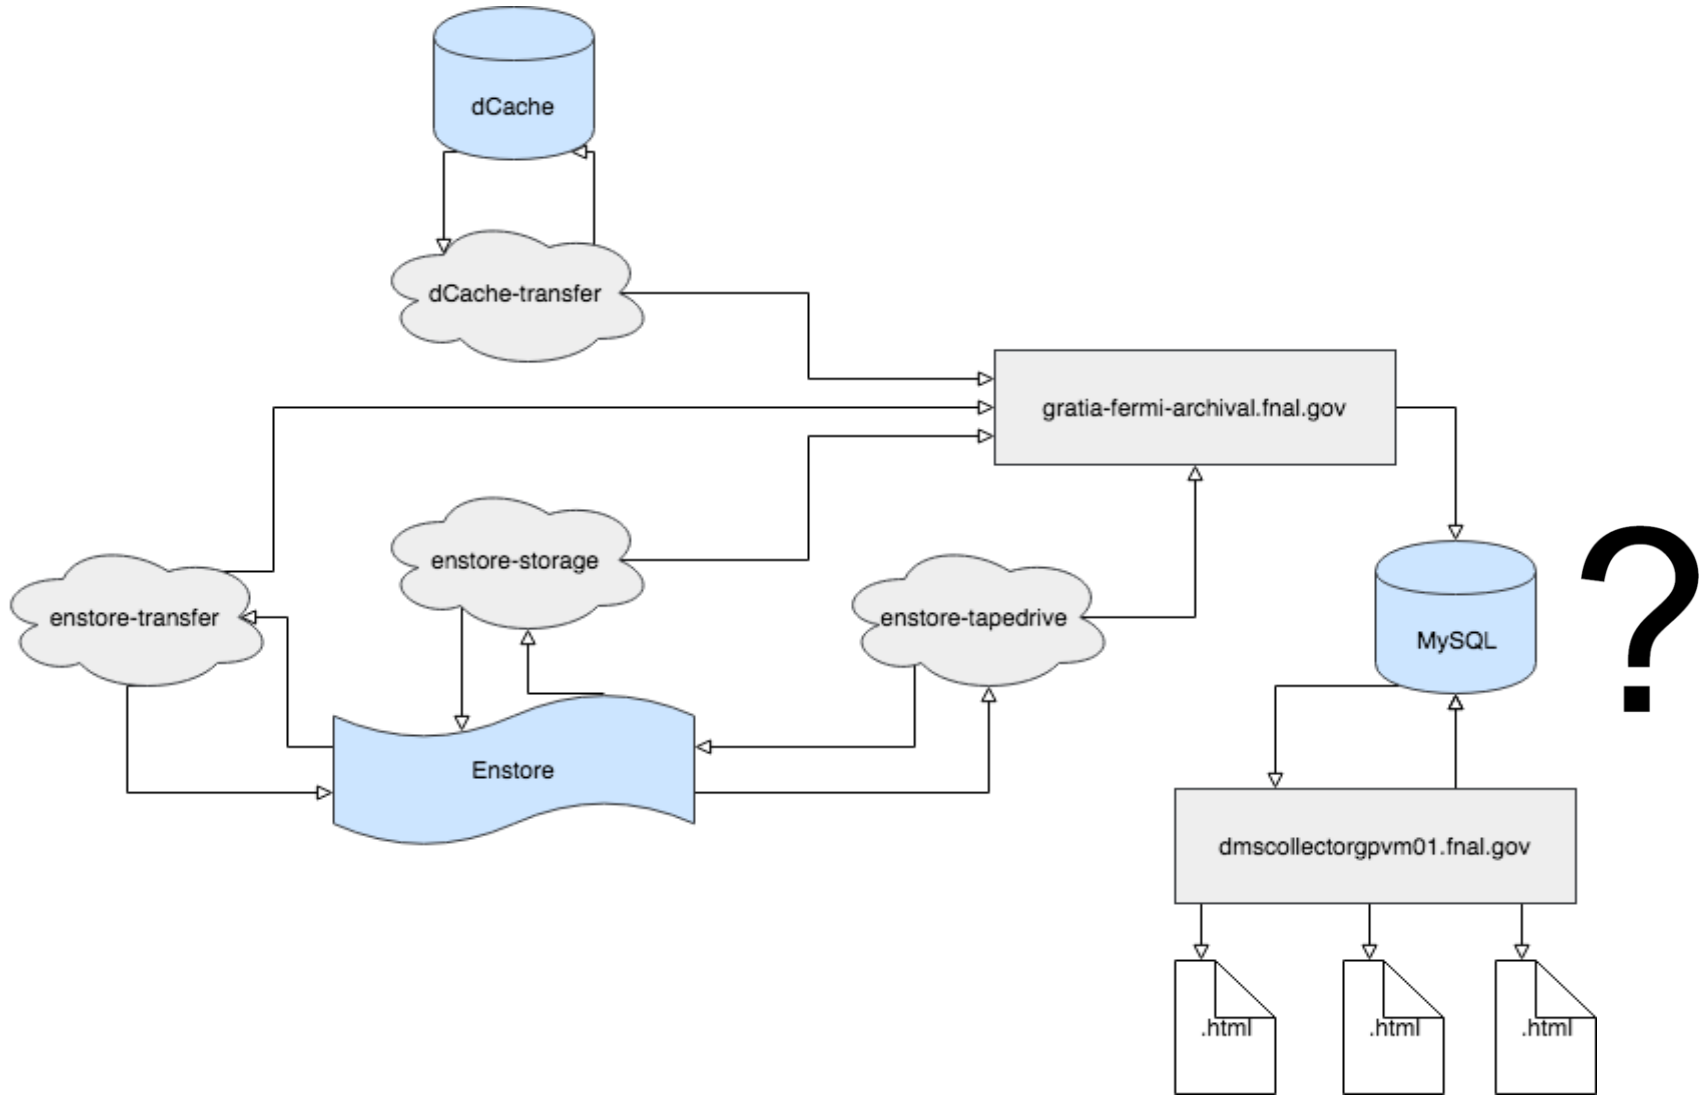 dCache
dCache-transfer
gratia-fermi-archival.fnal.gov
enstore-storage
enstore-transfer
enstore-tapedrive
MySQL
?
Enstore
dmscollectorgpvm01.fnal.gov
.html
.html
.html